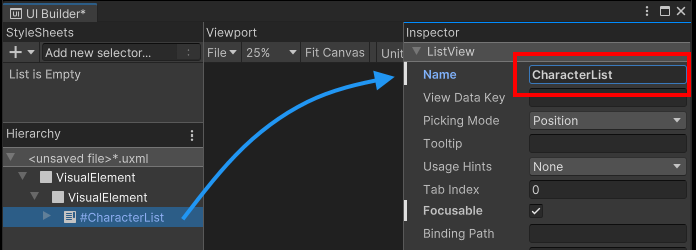 UI Builder*
StyleSheets
Add new selector...
List is Empty
Hierarchy
<unsaved file>*.uxml
VisualElement
VisualElement
#CharacterList
Viewport
File 25% Fit Canvas Unit
Inspector
ListView
Name CharacterList
View Data Key
Picking Mode Position
Tooltip
Usage Hints None
Tab Index 0
Focusable
Binding Path